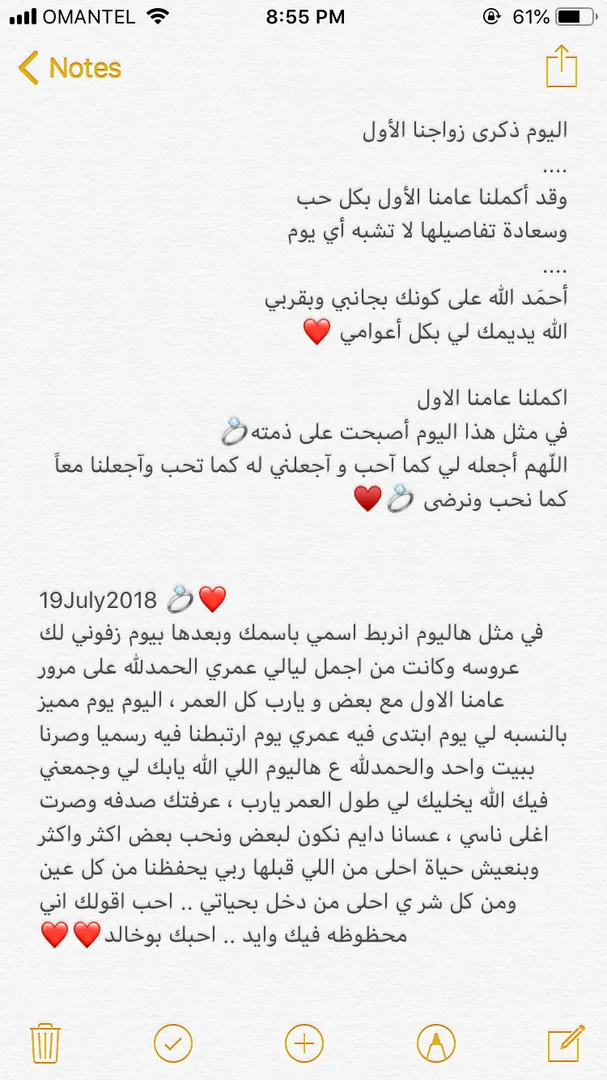 OMANTEL 8:55 PM 61%
Notes
اليوم ذكرى زواجنا الأول
....
وقد أكملنا عامنا الأول بكل حب
وسعادة تفاصيلها لا تشبه أي يوم
....
أحمَد الله على كونك بجانبي وبقربي
الله يديمك لي بكل أعوامي ❤️
اكملنا عامنا الاول
في مثل هذا اليوم أصبحت على ذمته💍
اللّهم أجعله لي كما آحب و آجعلني له كما تحب وآجعلنا معاً
كما نحب ونرضى 💍♥️
19July2018 💍❤️
في مثل هاليوم انربط اسمي باسمك وبعدها بيوم زفوني لك
عروسه وكانت من اجمل ليالي عمري الحمدلله على مرور
عامنا الاول مع بعض و يارب كل العمر ، اليوم يوم مميز
بالنسبه لي يوم ابتدى فيه عمري يوم ارتبطنا فيه رسميا وصرنا
ببيت واحد والحمدلله ع هاليوم اللي الله يابك لي وجمعني
فيك الله يخليك لي طول العمر يارب ، عرفتك صدفه وصرت
اغلى ناسي ، عسانا دايم نكون لبعض ونحب بعض اكثر واكثر
وبنعيش حياة احلى من اللي قبلها ربي يحفظنا من كل عين
ومن كل شر ي احلى من دخل بحياتي .. احب اقولك اني
محظوظه فيك وايد .. احبك بوخالد❤️❤️